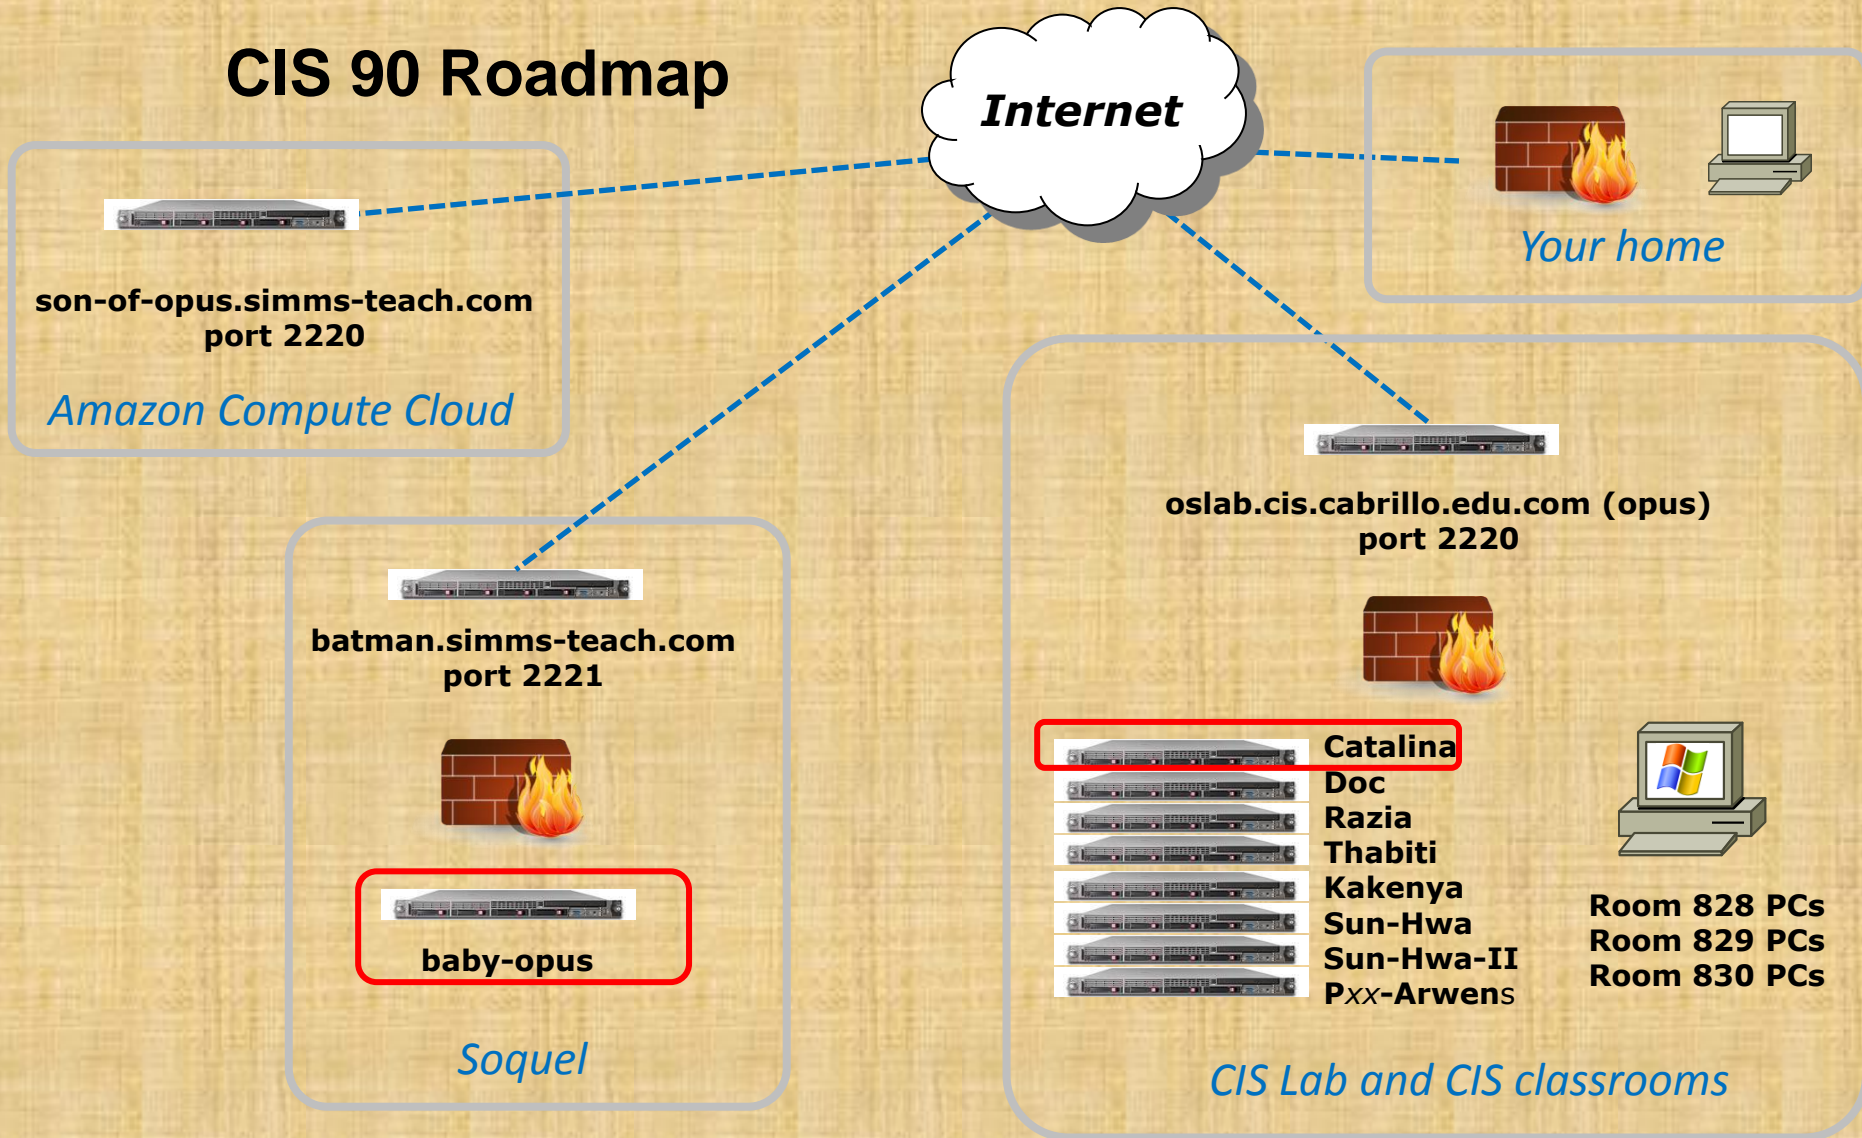 CIS 90 Roadmap
Internet
Your home
son-of-opus.simms-teach.com
port 2220
Amazon Compute Cloud
oslab.cis.cabrillo.edu.com (opus)
port 2220
batman.simms-teach.com
port 2221
baby-opus
Soquel
Catalina
Doc
Razia
Thabiti
Kakenya
Sun-Hwa
Sun-Hwa-II
Pxx-Arwens
Room 828 PCs
Room 829 PCs
Room 830 PCs
CIS Lab and CIS classrooms